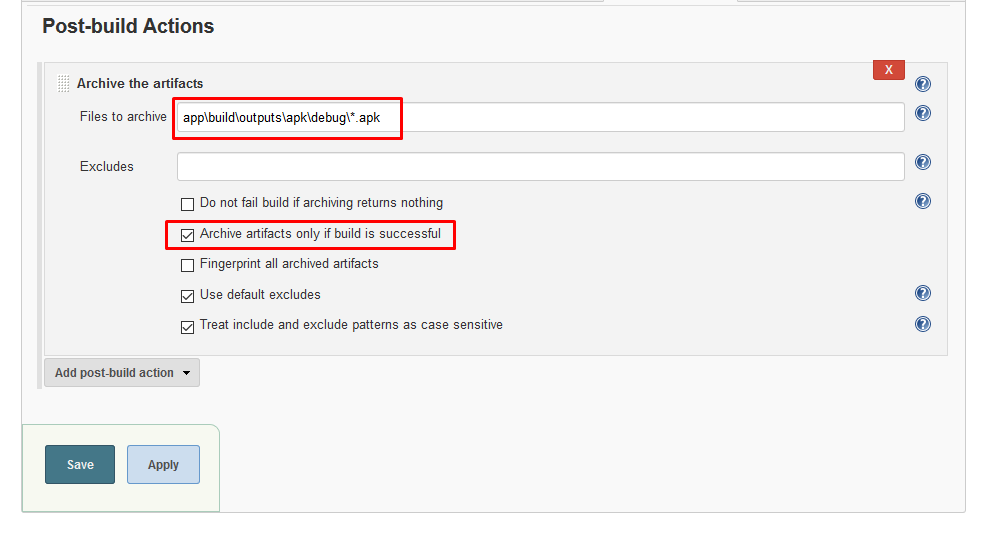 Post-build Actions
X
Archive the artifacts
?
Files to archive
app\build\outputs\apk\debug\*.apk
?
Excludes
?
Do not fail build if archiving returns nothing
?
Archive artifacts only if build is successful
Fingerprint all archived artifacts
Use default excludes
?
Treat include and exclude patterns as case sensitive
?
Add post-build action
Save
Apply